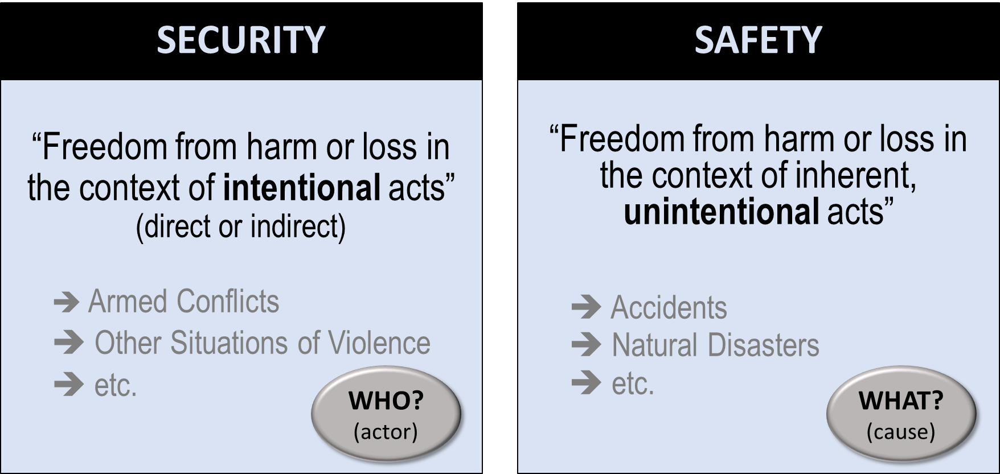 SECURITY
“Freedom from harm or loss in
the context of intentional acts”
(direct or indirect)
➔ Armed Conflicts
➔ Other Situations of Violence
➔ etc.
WHO?
(actor)
SAFETY
“Freedom from harm or loss in
the context of inherent,
unintentional acts”
➔ Accidents
➔ Natural Disasters
➔ etc.
WHAT?
(cause)